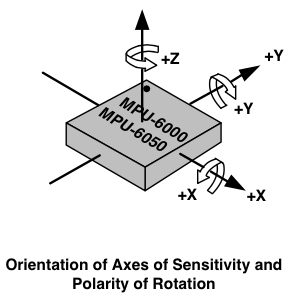 +Z
+Y
+Y
MPU-6000
MPU-6050
+X
+X
Orientation of Axes of Sensitivity and
Polarity of Rotation